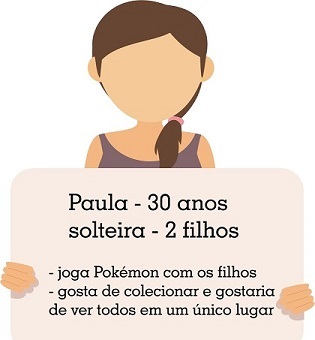 Paula - 30 anos
solteira - 2 filhos
- joga Pokémon com os filhos
- gosta de colecionar e gostaria
de ver todos em um único lugar